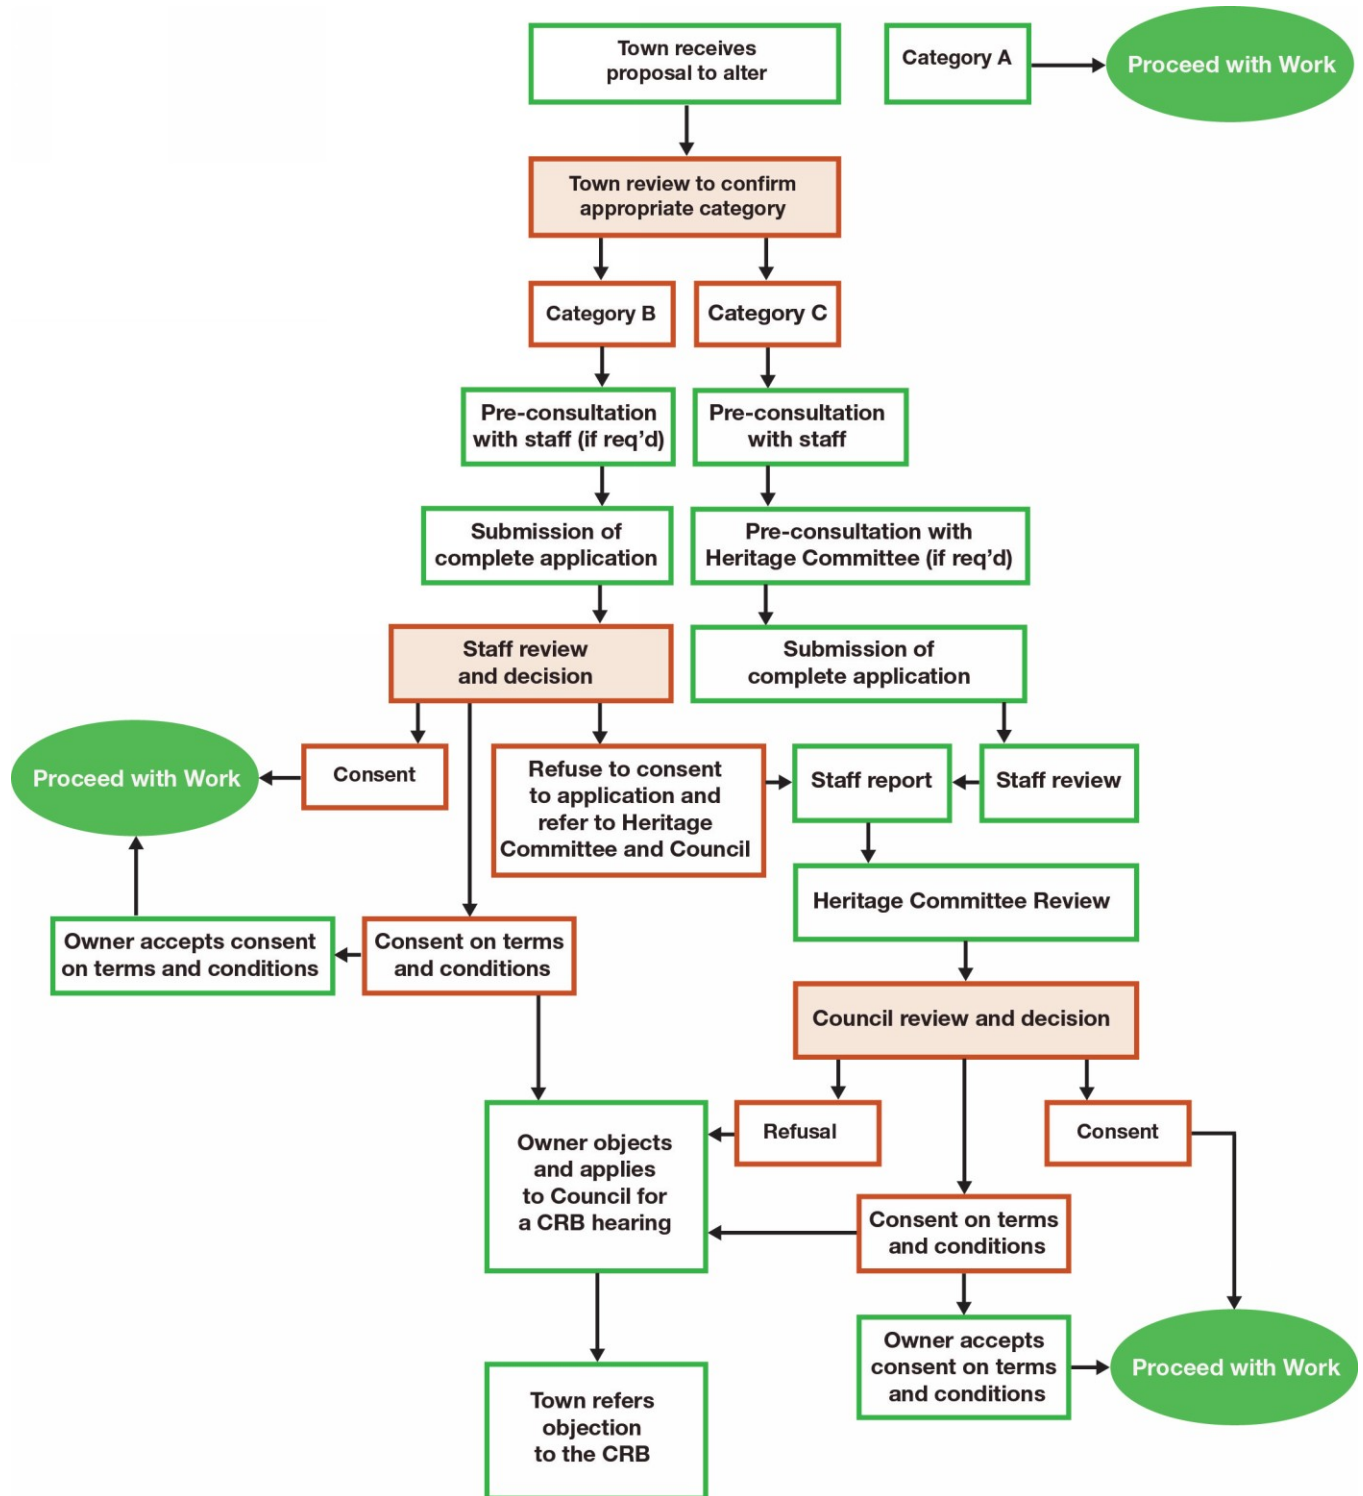 Town receives
proposal to alter
Category A
Proceed with Work
Town review to confirm
appropriate category
Category B
Category C
Pre-consultation
with staff (if req’d)
Pre-consultation
with staff
Submission of
complete application
Pre-consultation with
Heritage Committee (if req’d)
Staff review
and decision
Submission of
complete application
Proceed with Work
Consent
Refuse to consent
to application and
refer to Heritage
Committee and Council
Staff report
Staff review
Heritage Committee Review
Owner accepts consent
on terms and conditions
Consent on terms
and conditions
Council review and decision
Owner objects
and applies
to Council for
a CRB hearing
Refusal
Consent
Consent on terms
and conditions
Owner accepts
consent on terms
and conditions
Proceed with Work
Town refers
objection
to the CRB